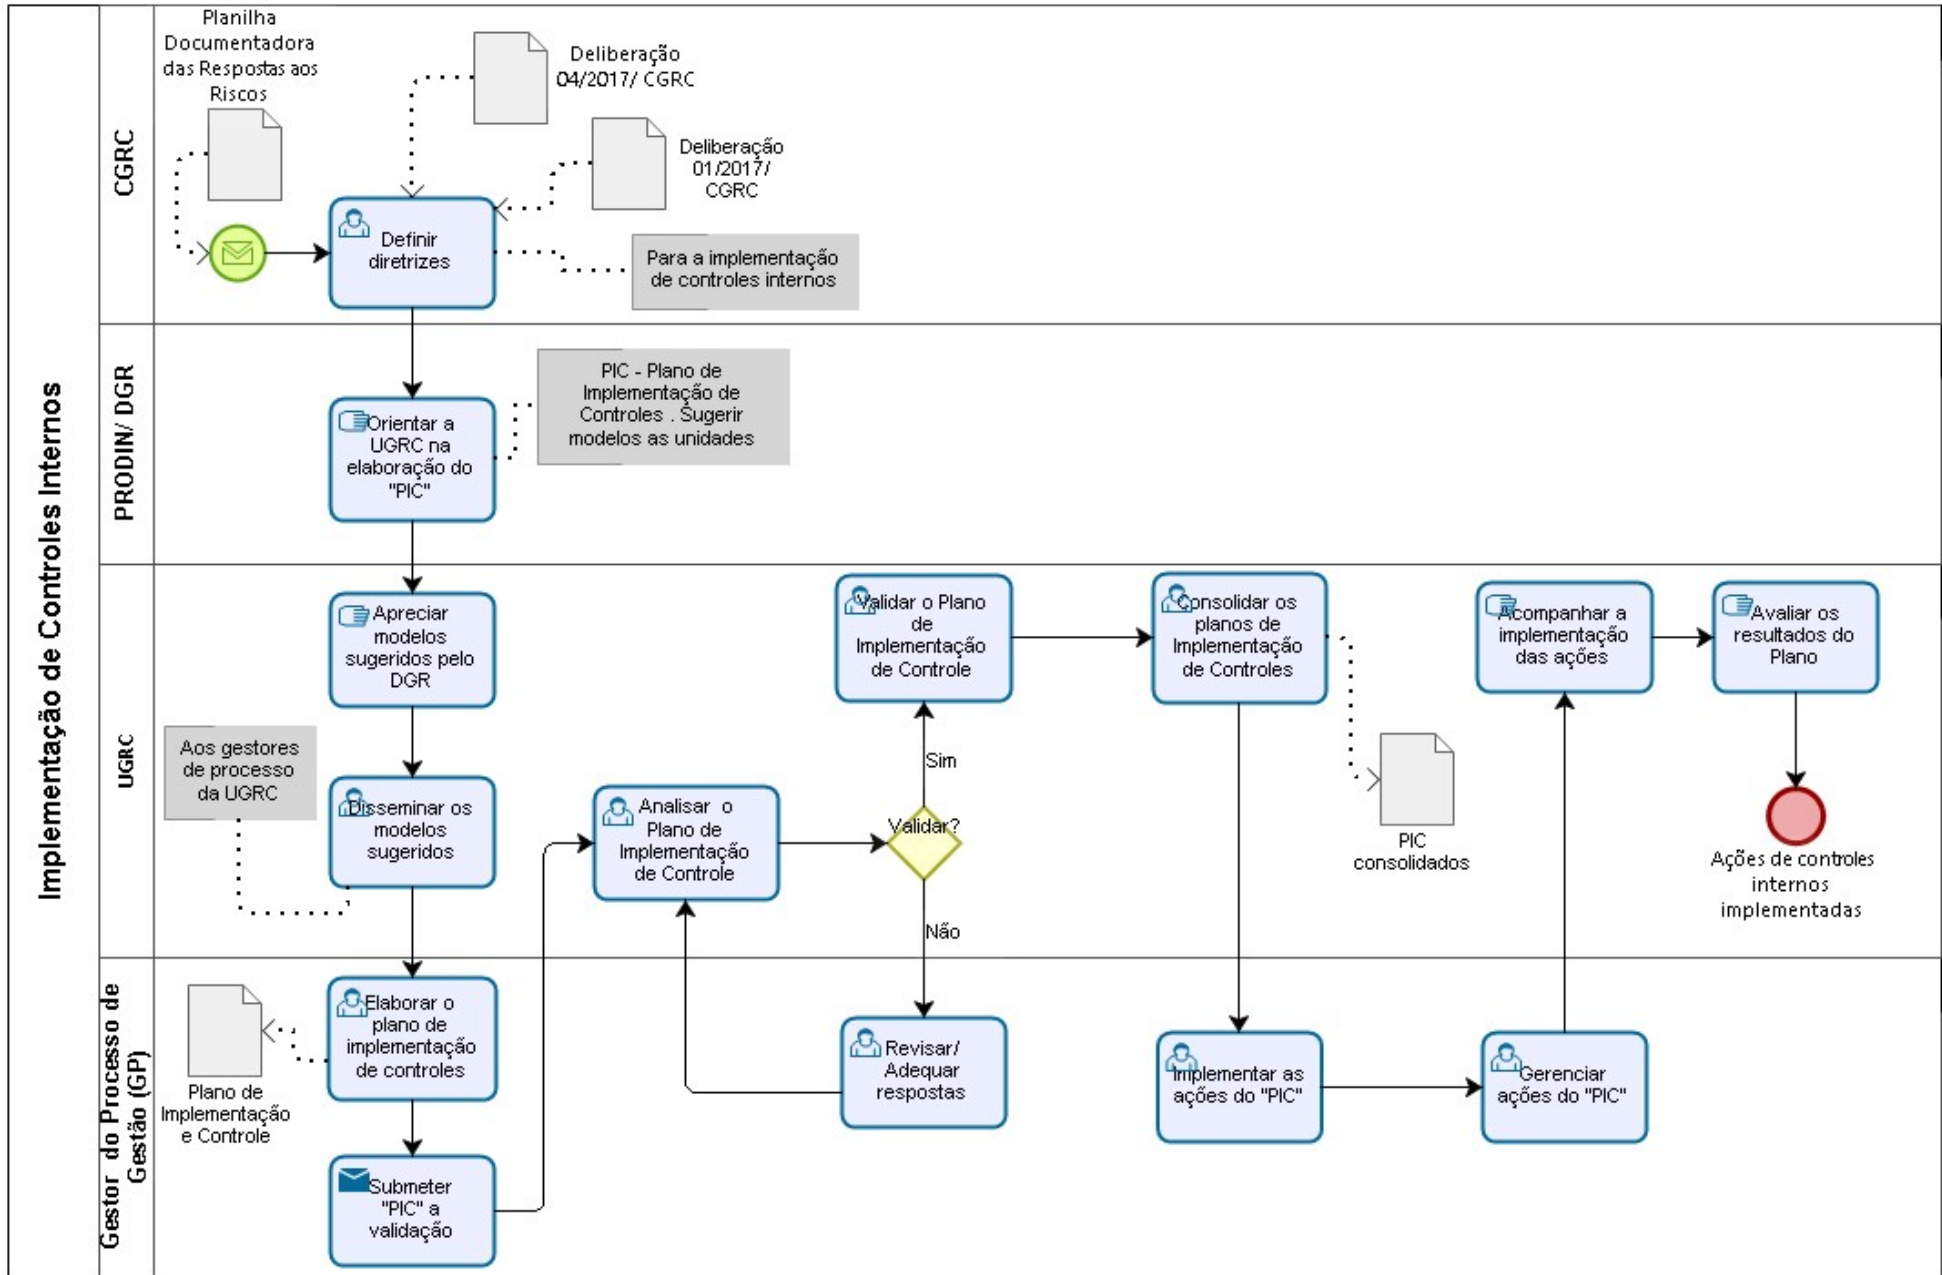 Implementação de Controles Internos
CGRC
Planilha
Documentadora
das Respostas aos
Riscos
Deliberação
04/2017/ CGRC
Deliberação
01/2017/
CGRC
Definir
diretrizes
Para a implementação
de controles internos
PRODIN/ DGR
Orientar a
UGRC na
elaboração do
"PIC"
PIC - Plano de
Implementação de
Controles . Sugerir
modelos as unidades
UGRC
Apreciar
modelos
sugeridos pelo
DGR
Aos gestores
de processo
da UGRC
Disseminar os
modelos
sugeridos
Analisar o
Plano de
Implementação
de Controle
Validar?
Sim
Não
Validar o Plano
de
Implementação
de Controle
Consolidar os
planos de
Implementação
de Controles
PIC
consolidados
Acompanhar a
implementação
das ações
Avaliar os
resultados do
Plano
Ações de controles
internos
implementadas
Gestor do Processo de
Gestão (GP)
Elaborar o
plano de
implementação
de controles
Plano de
Implementação
e Controle
Submeter
"PIC" a
validação
Revisar/
Adequar
respostas
Implementar as
ações do "PIC"
Gerenciar
ações do "PIC"